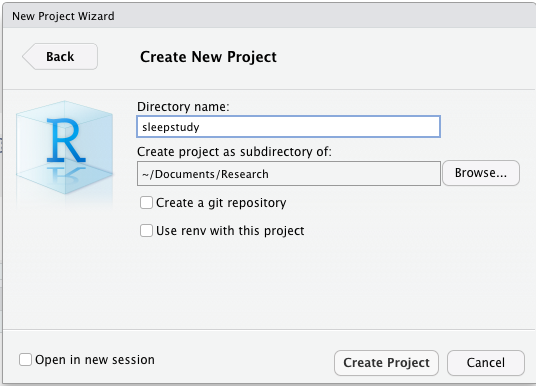 New Project Wizard
Back
Create New Project
Directory name:
sleepstudy
Create project as subdirectory of:
~/Documents/Research
Browse...
R
Create a git repository
Use renv with this project
Open in new session
Create Project
Cancel